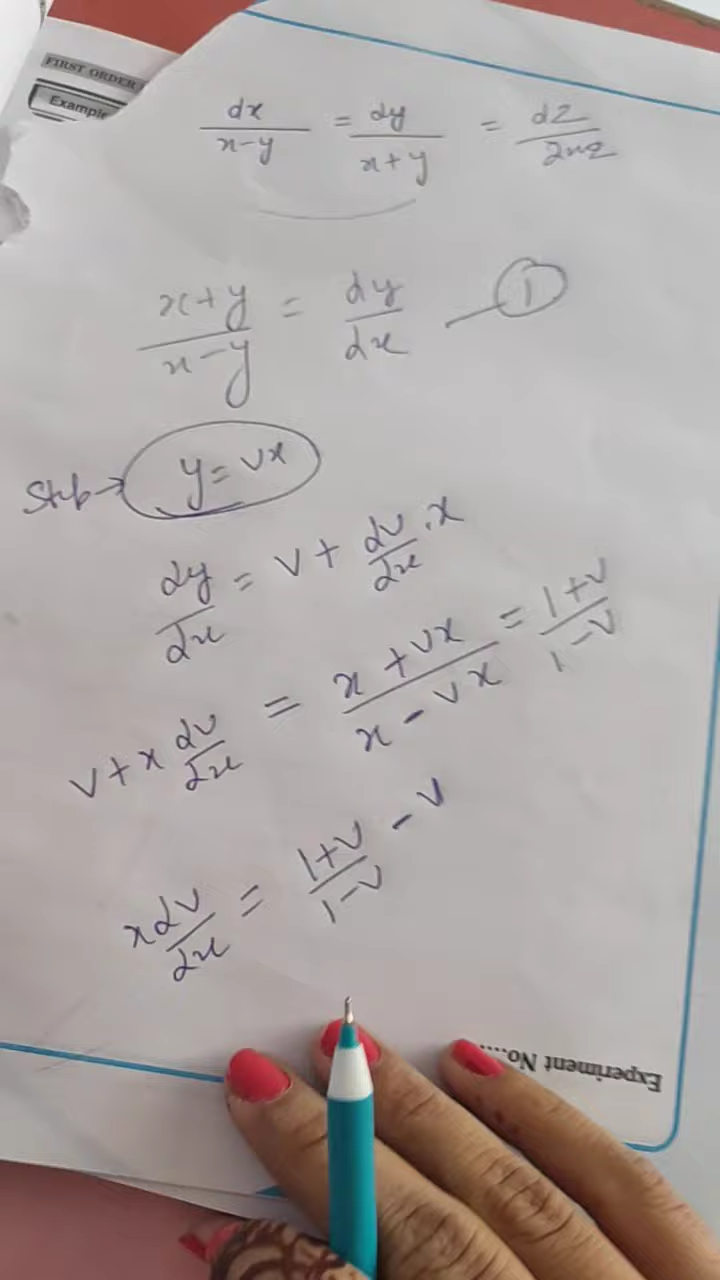 FIRST ORDER
Example
dx/x-y = dy/x+y = dz/2xz
x+y/x-y = dy/dx — ①
Stub→ y = vx
dy/dx = v + dv/dx . x
v + x dv/dx = x + vx/x - vx = 1+v/1-v
x dv/dx = 1+v/1-v - v
Experiment No....